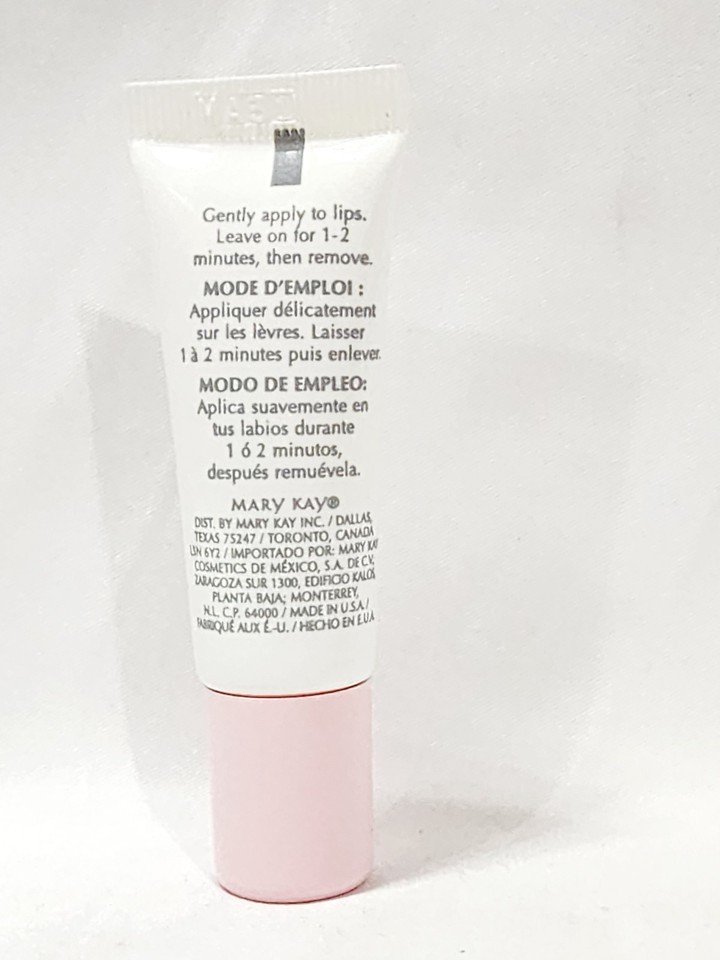 Gently apply to lips.
Leave on for 1-2
minutes, then remove.
MODE D'EMPLOI :
Appliquer délicatement
sur les lèvres. Laisser
1 à 2 minutes puis enlever.
MODO DE EMPLEO:
Aplica suavemente en
tus labios durante
1 ó 2 minutos,
después remuévela.
MARY KAY®
DIST. BY MARY KAY INC. / DALLAS,
TEXAS 75247 / TORONTO, CANADA
L5N 6Y2 / IMPORTADO POR: MARY KAY
COSMETICS DE MÉXICO, S.A. DE C.V.
ZARAGOZA SUR 1300, EDIFICIO KALOS
PLANTA BAJA; MONTERREY,
N.L. C.P. 64000 / MADE IN U.S.A./
FABRIQUÉ AUX É.-U. / HECHO EN E.U.A.